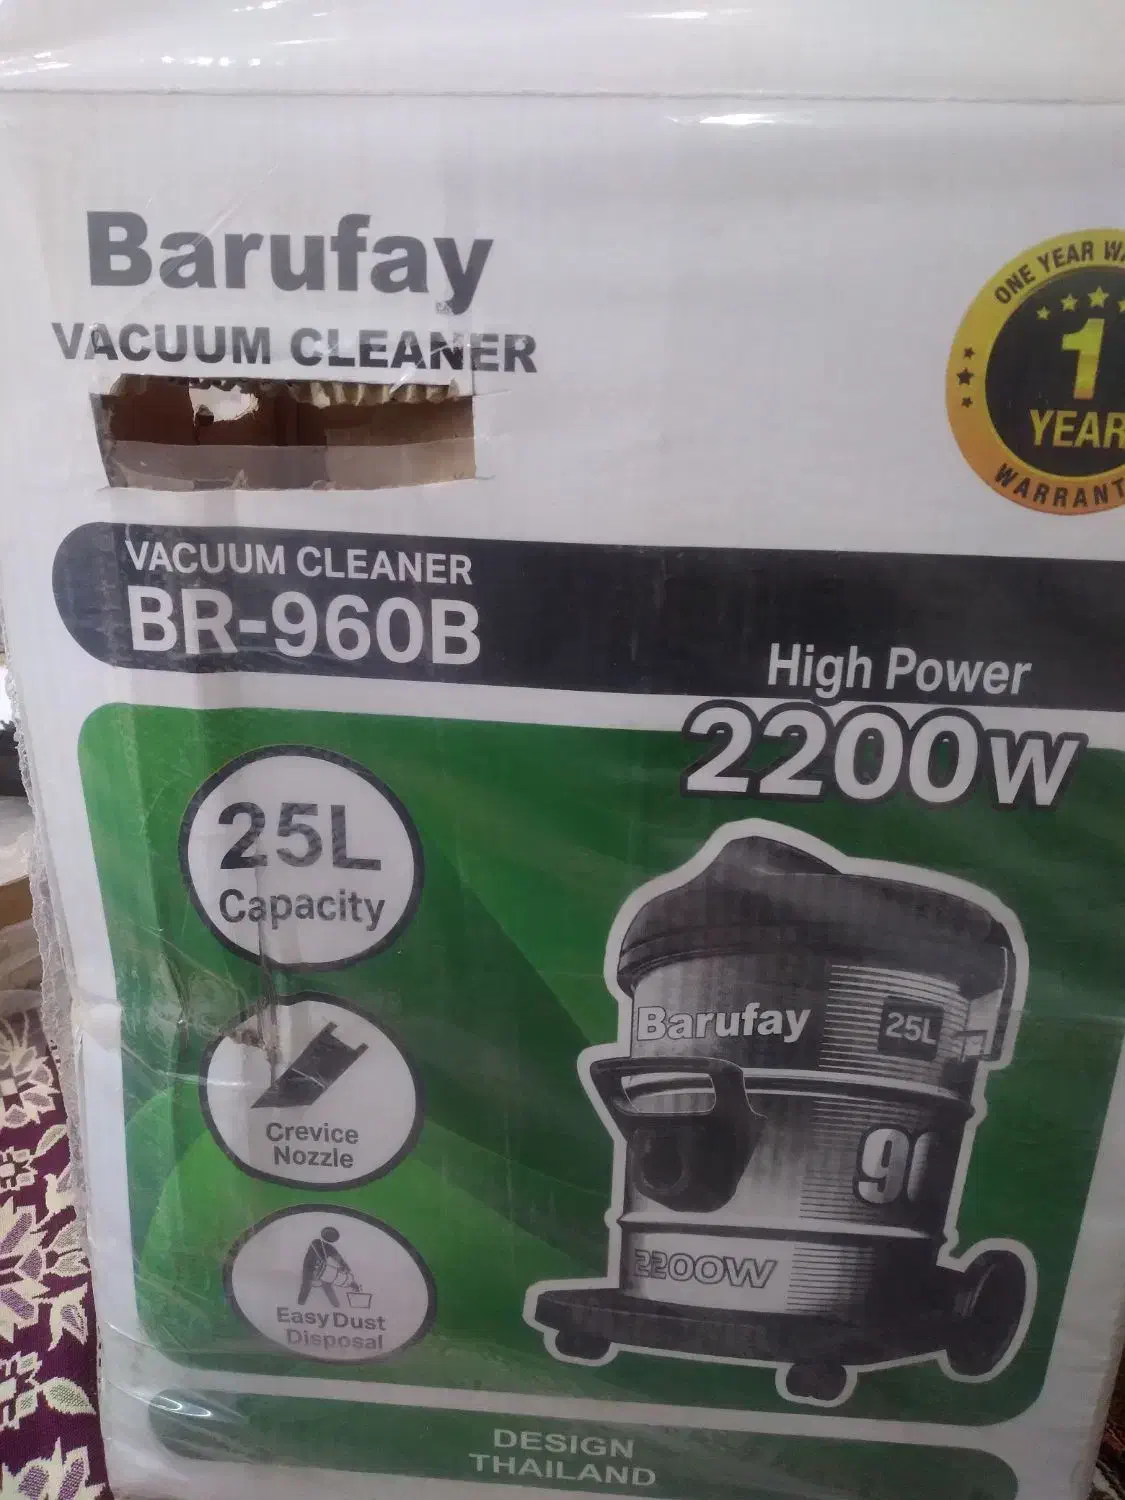 Barufay
VACUUM CLEANER
ONE YEAR
1
YEAR
WARRANT
VACUUM CLEANER
BR-960B
High Power
2200W
25L
Capacity
Barufay
25L
Crevice
Nozzle
2200W
Easy Dust
Disposal
DESIGN
THAILAND